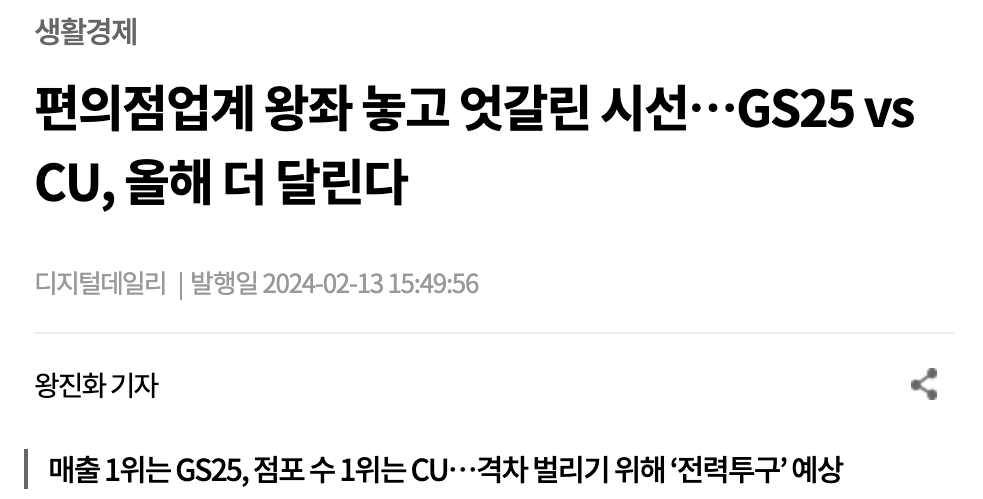 생활경제
편의점업계 왕좌 놓고 엇갈린 시선…GS25 vs
CU, 올해 더 달린다
디지털데일리 | 발행일 2024-02-13 15:49:56
왕진화 기자
매출 1위는 GS25, 점포 수 1위는 CU…격차 벌리기 위해 ‘전력투구’ 예상